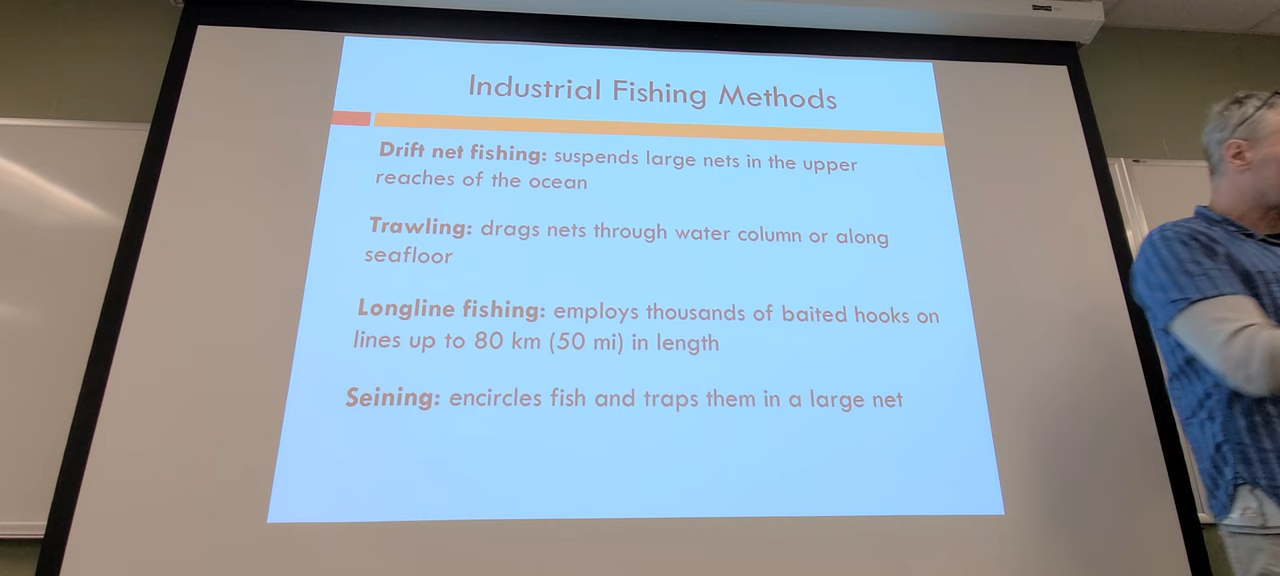 Industrial Fishing Methods
Drift net fishing: suspends large nets in the upper
reaches of the ocean
Trawling: drags nets through water column or along
seafloor
Longline fishing: employs thousands of baited hooks on
lines up to 80 km (50 mi) in length
Seining: encircles fish and traps them in a large net